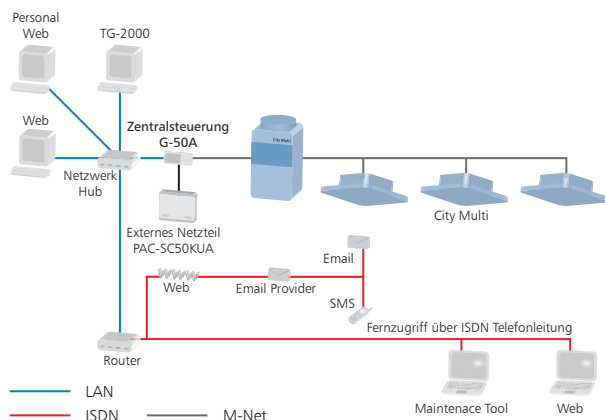 Personal
Web
TG-2000
Web
Zentralsteuerung
G-50A
City Multi
Netzwerk
Hub
City Multi
Externes Netzteil
PAC-SC50KUA
Email
Web
Email Provider
SMS
Fernzugriff über ISDN Telefonleitung
Router
LAN
Maintenace Tool
Web
ISDN
M-Net